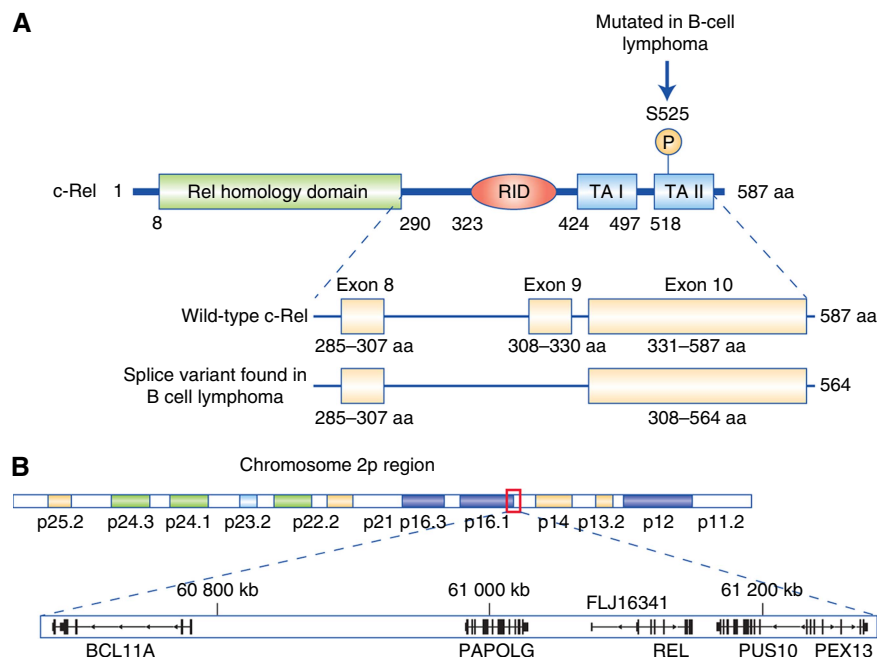 A
Mutated in B-cell
lymphoma
S525
P
c-Rel 1 Rel homology domain RID TA I TA II 587 aa
8 290 323 424 497 518
Exon 8 Exon 9 Exon 10
Wild-type c-Rel 587 aa
285–307 aa 308–330 aa 331–587 aa
Splice variant found in
B cell lymphoma 564
285–307 aa 308–564 aa
B
Chromosome 2p region
p25.2 p24.3 p24.1 p23.2 p22.2 p21 p16.3 p16.1 p14 p13.2 p12 p11.2
60 800 kb 61 000 kb 61 200 kb
FLJ16341
BCL11A PAPOLG REL PUS10 PEX13